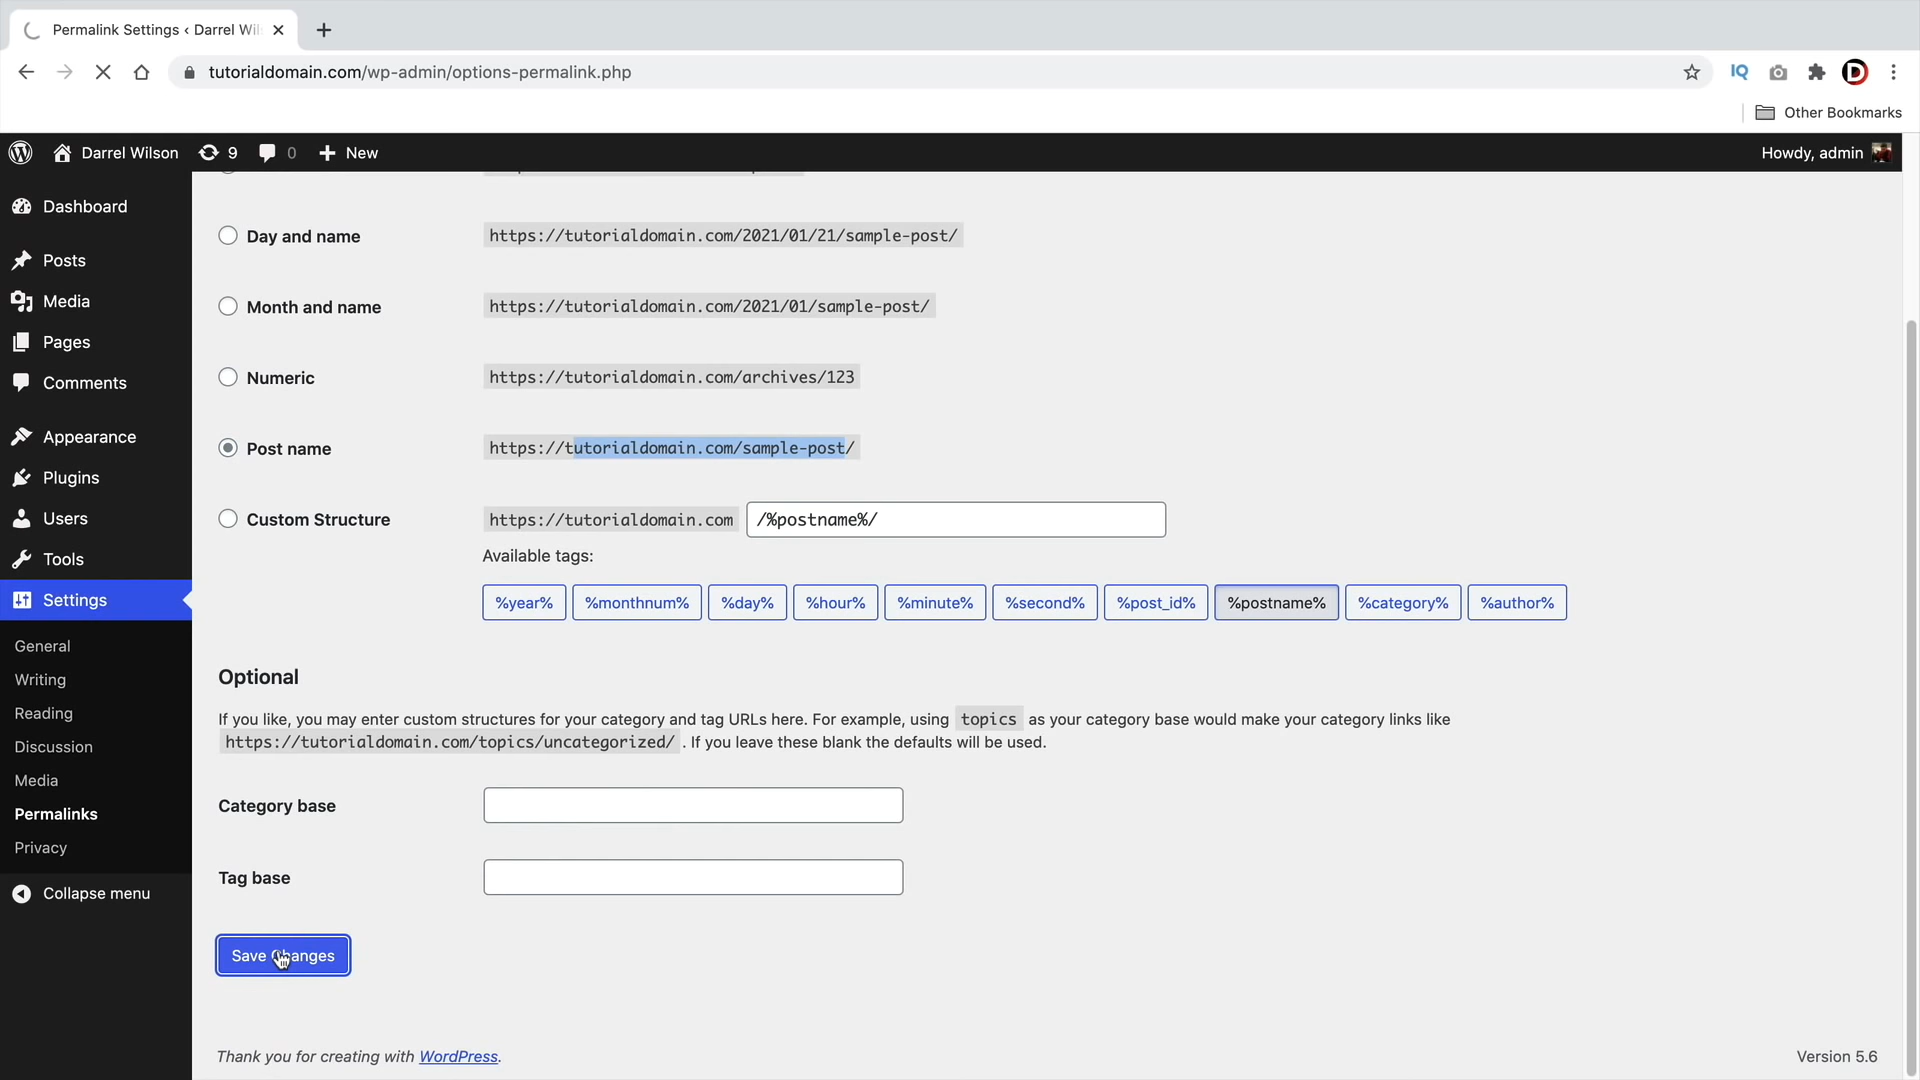 Permalink Settings ‹ Darrel Wil
tutorialdomain.com/wp-admin/options-permalink.php
IQ
D
Other Bookmarks
Darrel Wilson 9 0 New
Howdy, admin
Dashboard
Posts
Media
Pages
Comments
Appearance
Plugins
Users
Tools
Settings
General
Writing
Reading
Discussion
Media
Permalinks
Privacy
Collapse menu
Day and name https://tutorialdomain.com/2021/01/21/sample-post/
Month and name https://tutorialdomain.com/2021/01/sample-post/
Numeric https://tutorialdomain.com/archives/123
Post name https://tutorialdomain.com/sample-post/
Custom Structure https://tutorialdomain.com /%postname%/
Available tags:
%year% %monthnum% %day% %hour% %minute% %second% %post_id% %postname% %category% %author%
Optional
If you like, you may enter custom structures for your category and tag URLs here. For example, using topics as your category base would make your category links like
https://tutorialdomain.com/topics/uncategorized/ . If you leave these blank the defaults will be used.
Category base
Tag base
Save Changes
Thank you for creating with WordPress.
Version 5.6